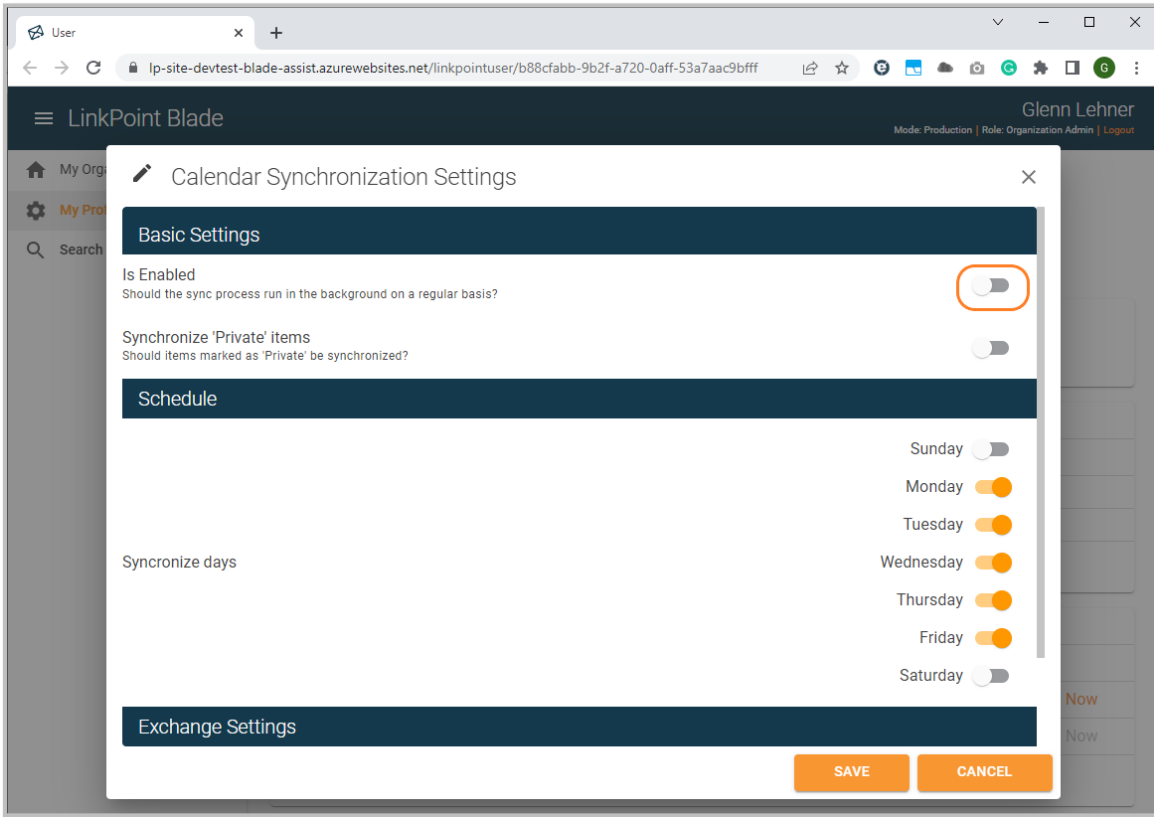 User
lp-site-devtest-blade-assist.azurewebsites.net/linkpointuser/b88cfabb-9b2f-a720-0aff-53a7aac9bfff
G
LinkPoint Blade
Glenn Lehner
Mode: Production | Role: Organization Admin | Logout
My Orga
My Prof
Search
Calendar Synchronization Settings
Basic Settings
Is Enabled
Should the sync process run in the background on a regular basis?
Synchronize 'Private' items
Should items marked as 'Private' be synchronized?
Schedule
Sunday
Monday
Tuesday
Syncronize days
Wednesday
Thursday
Friday
Saturday
Now
Exchange Settings
Now
SAVE
CANCEL